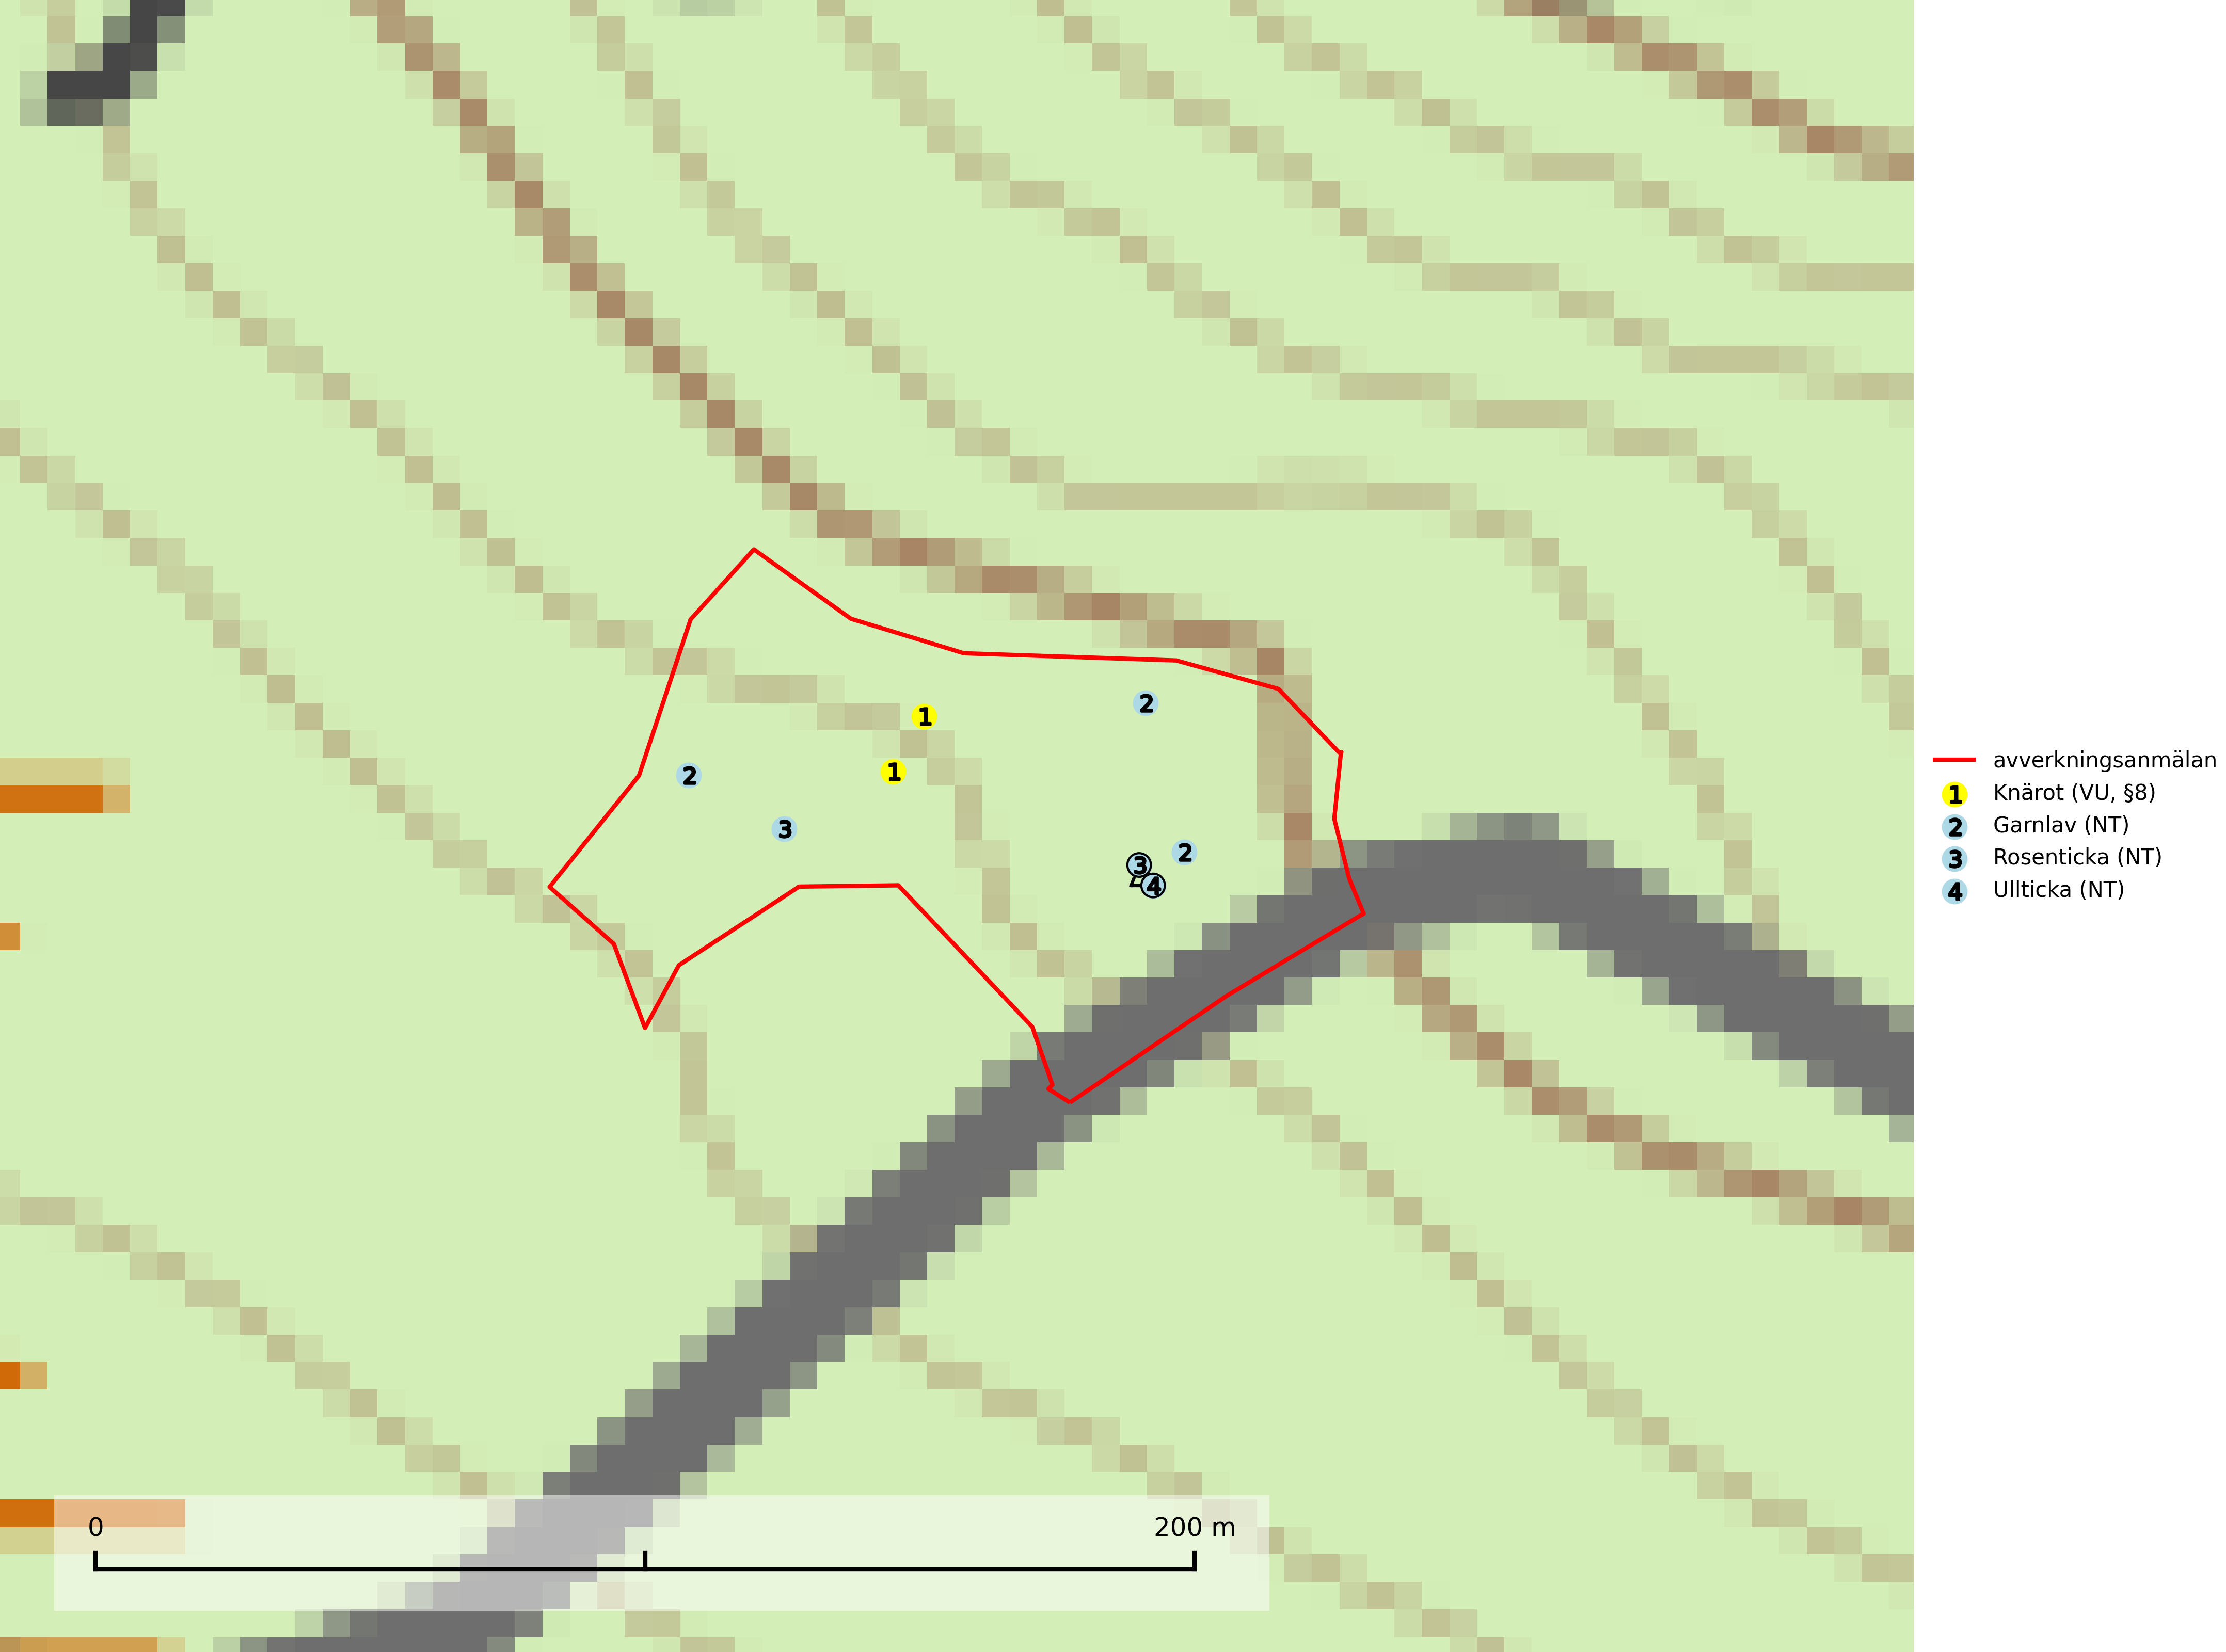 2
1
2
1
3
2
3
4
avverkningsanmälan
1 Knärot (VU, §8)
2 Garnlav (NT)
3 Rosenticka (NT)
4 Ullticka (NT)
0 200 m